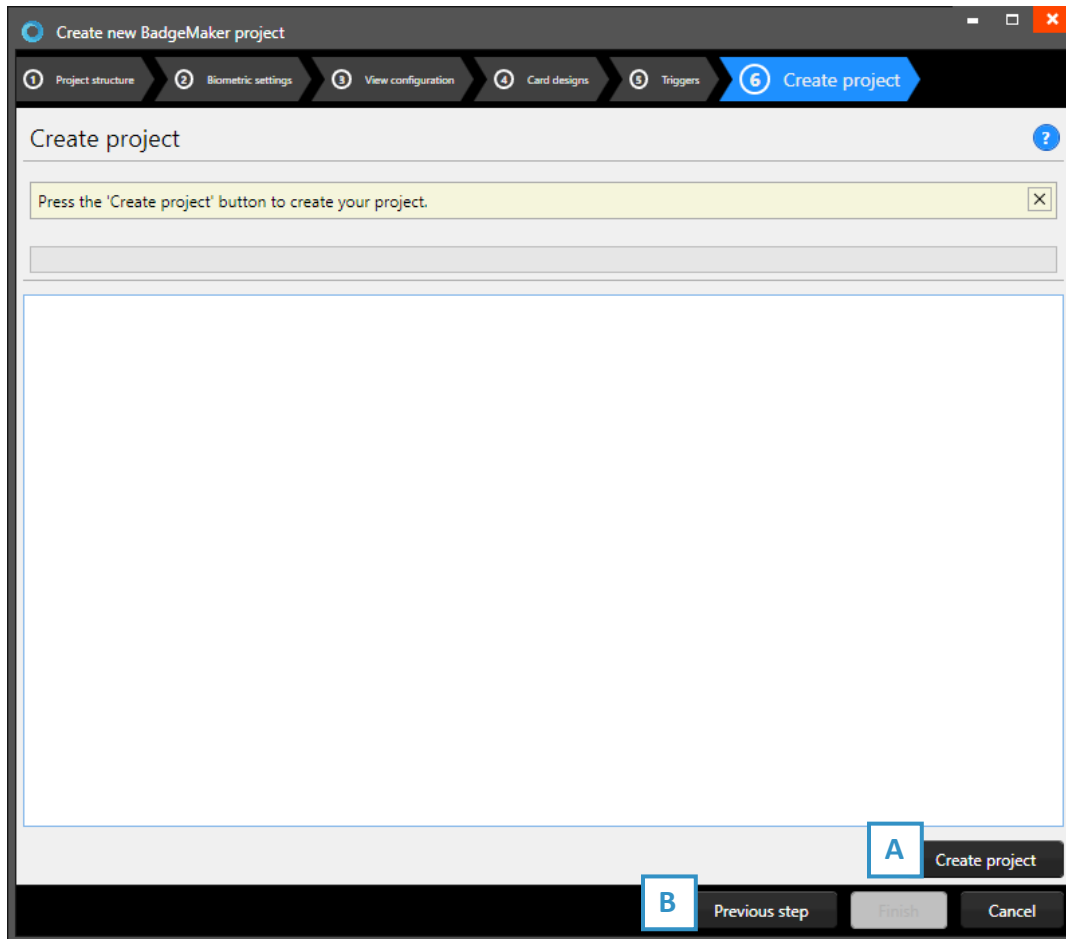 Create new BadgeMaker project
1 Project structure 2 Biometric settings 3 View configuration 4 Card designs 5 Triggers 6 Create project
Create project ?
Press the 'Create project' button to create your project.
A Create project
B Previous step Finish Cancel